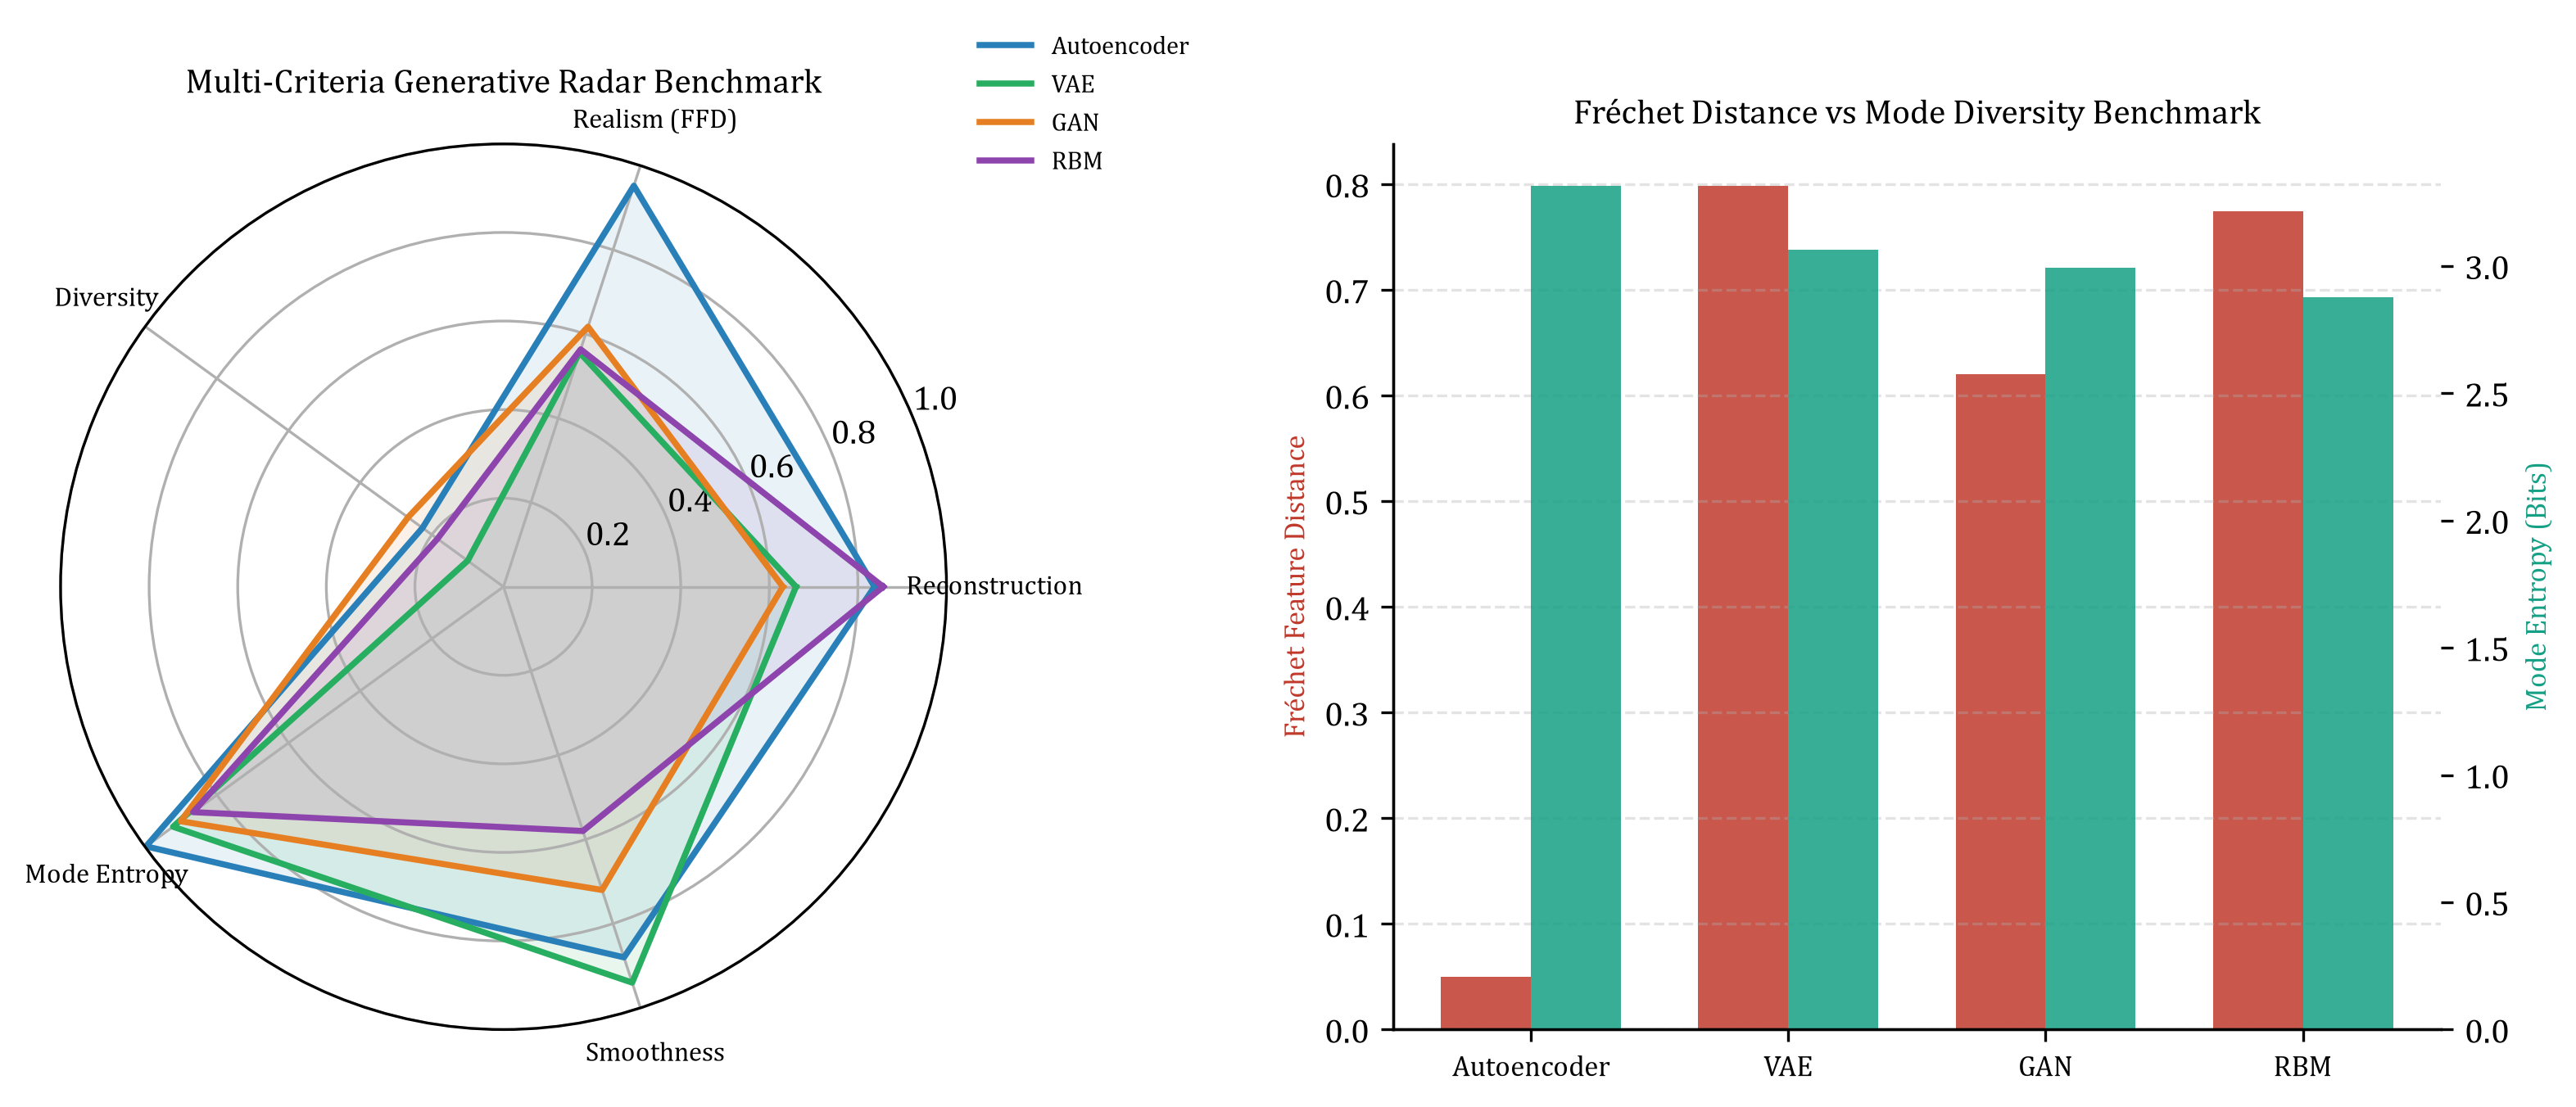 Multi-Criteria Generative Radar Benchmark
Autoencoder
VAE
GAN
RBM
Realism (FFD)
Diversity
Reconstruction
Mode Entropy
Smoothness
0.2
0.4
0.6
0.8
1.0
Fréchet Distance vs Mode Diversity Benchmark
Fréchet Feature Distance
0.8
0.7
0.6
0.5
0.4
0.3
0.2
0.1
0.0
Autoencoder
VAE
GAN
RBM
3.0
2.5
2.0
1.5
1.0
0.5
0.0
Mode Entropy (Bits)